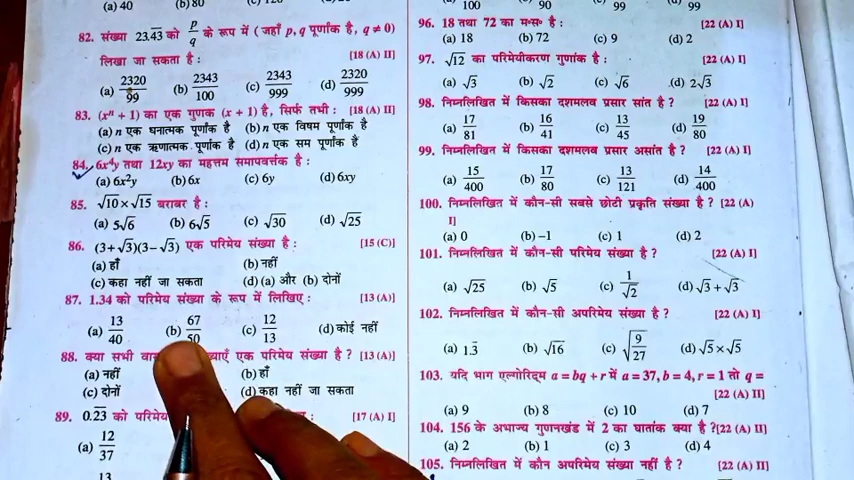 (a) 40 (b) 80
82. संख्या 23.43 को p/q के रूप में (जहाँ p, q पूर्णांक है, q ≠ 0)
लिखा जा सकता है : [18 (A) II]
(a) 2320/99 (b) 2343/100 (c) 2343/999 (d) 2320/999
83. (xⁿ + 1) का एक गुणक (x + 1) है, सिर्फ तभी : [18 (A) II]
(a) n एक धनात्मक पूर्णांक है (b) n एक विषम पूर्णांक है
(c) n एक ऋणात्मक पूर्णांक है (d) n एक सम पूर्णांक है
84. 6x⁴y तथा 12xy का महत्तम समापवर्त्तक है :
(a) 6x²y (b) 6x (c) 6y (d) 6xy
85. √10 × √15 बराबर है :
(a) 5√6 (b) 6√5 (c) √30 (d) √25
86. (3+√3)(3−√3) एक परिमेय संख्या है : [15 (C)]
(a) हाँ (b) नहीं
(c) कहा नहीं जा सकता (d) (a) और (b) दोनों
87. 1.34 को परिमेय संख्या के रूप में लिखिए : [13 (A)]
(a) 13/40 (b) 67/50 (c) 12/13 (d) कोई नहीं
88. क्या सभी एक परिमेय संख्या है ? [13 (A)]
(a) नहीं (b) हाँ
(c) दोनों (d) कहा नहीं जा सकता
89. 0.23 को परिमेय [17 (A) I]
(a) 12/37
13
100 90 99 99
96. 18 तथा 72 का म॰स॰ है : [22 (A) I]
(a) 18 (b) 72 (c) 9 (d) 2
97. √12 का परिमेयीकरण गुणांक है : [22 (A) I]
(a) √3 (b) √2 (c) √6 (d) 2√3
98. निम्नलिखित में किसका दशमलव प्रसार सांत है ? [22 (A) I]
(a) 17/81 (b) 16/41 (c) 13/45 (d) 19/80
99. निम्नलिखित में किसका दशमलव प्रसार असांत है ? [22 (A) I]
(a) 15/400 (b) 17/80 (c) 13/121 (d) 14/400
100. निम्नलिखित में कौन-सी सबसे छोटी प्रकृति संख्या है ? [22 (A)
I]
(a) 0 (b) −1 (c) 1 (d) 2
101. निम्नलिखित में कौन-सी परिमेय संख्या है ? [22 (A) I]
(a) √25 (b) √5 (c) 1/√2 (d) √3 + √3
102. निम्नलिखित में कौन-सी अपरिमेय संख्या है ? [22 (A) I]
(a) 1.3 (b) √16 (c) √(9/27) (d) √5 × √5
103. यदि भाग एल्गोरिद्म a = bq + r में a = 37, b = 4, r = 1 तो q =
[22 (A) II]
(a) 9 (b) 8 (c) 10 (d) 7
104. 156 के अभाज्य गुणनखंड में 2 का घातांक क्या है ?[22 (A) II]
(a) 2 (b) 1 (c) 3 (d) 4
105. निम्नलिखित में कौन अपरिमेय संख्या नहीं है ? [22 (A) II]